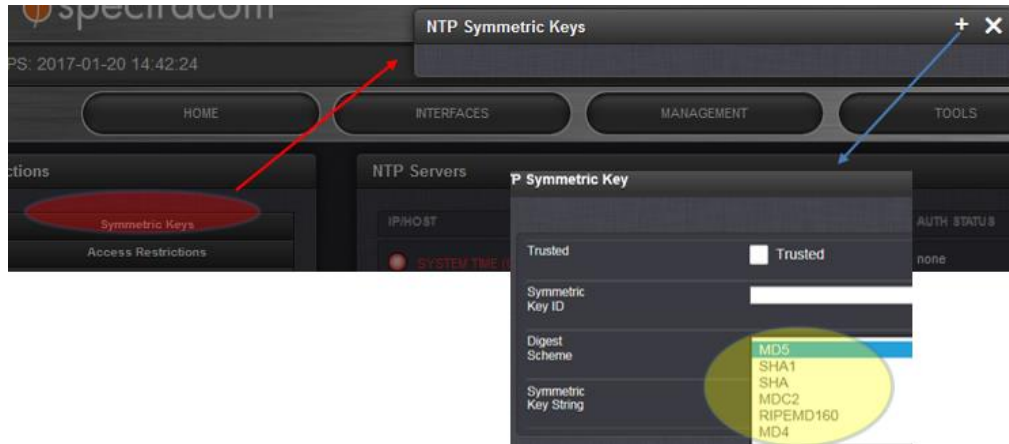 spectracom
NTP Symmetric Keys
PS: 2017-01-20 14:42:24
HOME
INTERFACES
MANAGEMENT
TOOLS
ctions
NTP Servers
P Symmetric Key
Symmetric Keys
IP/HOST
AUTH STATUS
Access Restrictions
SYSTEM TIME
none
Trusted
Trusted
Symmetric
Key ID
Digest
Scheme
MD5
SHA1
SHA
MDC2
RIPEMD160
MD4
Symmetric
Key String